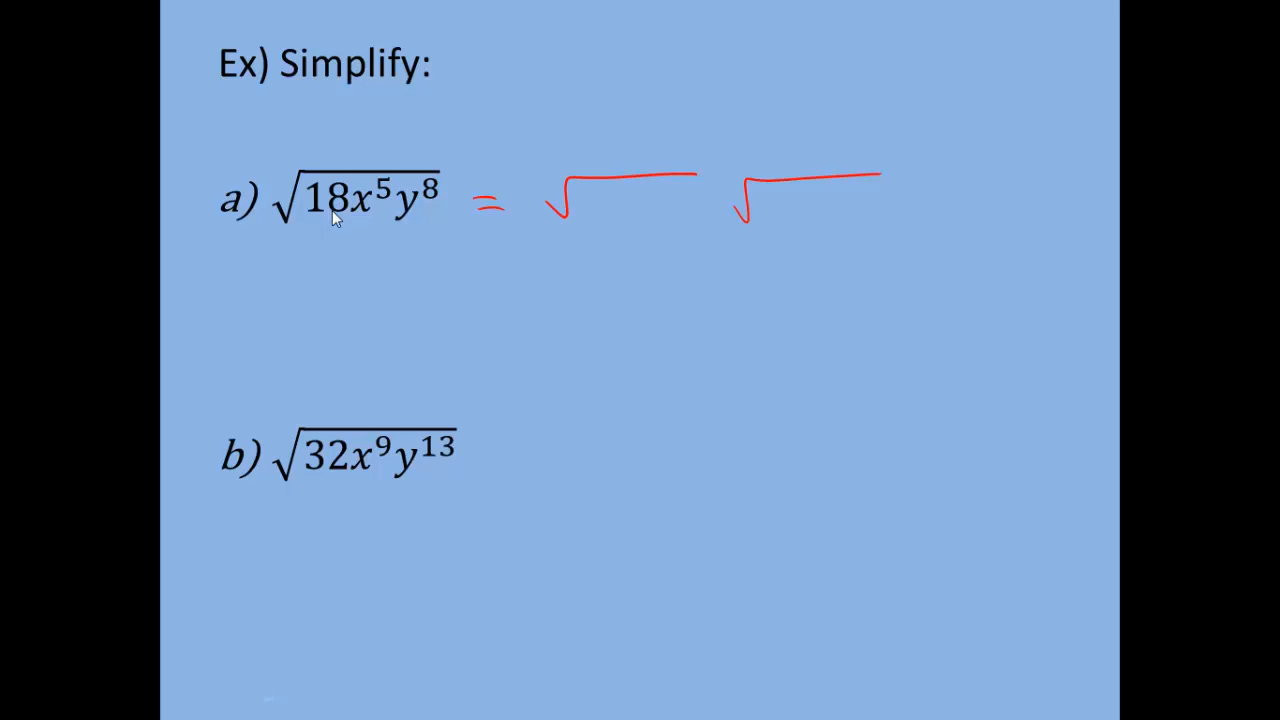 Ex) Simplify:
a) √(18x⁵y⁸) = √ √
b) √(32x⁹y¹³)